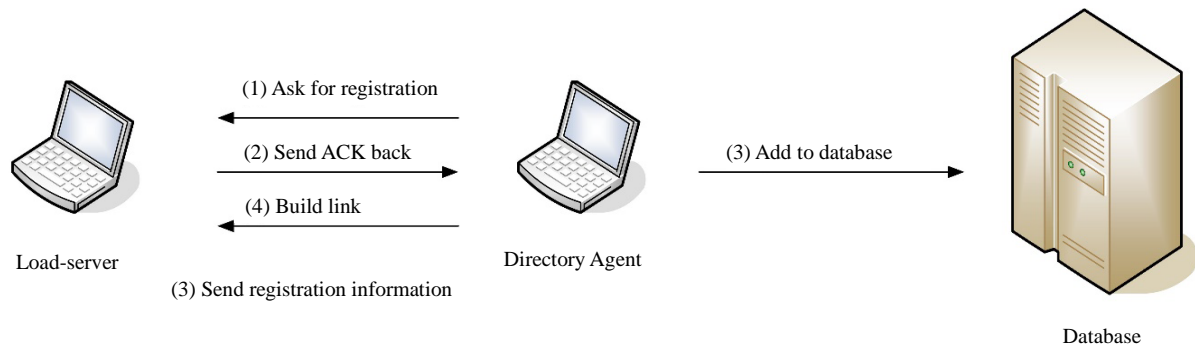 (1) Ask for registration
(2) Send ACK back
(3) Add to database
(4) Build link
Load-server
Directory Agent
(3) Send registration information
Database